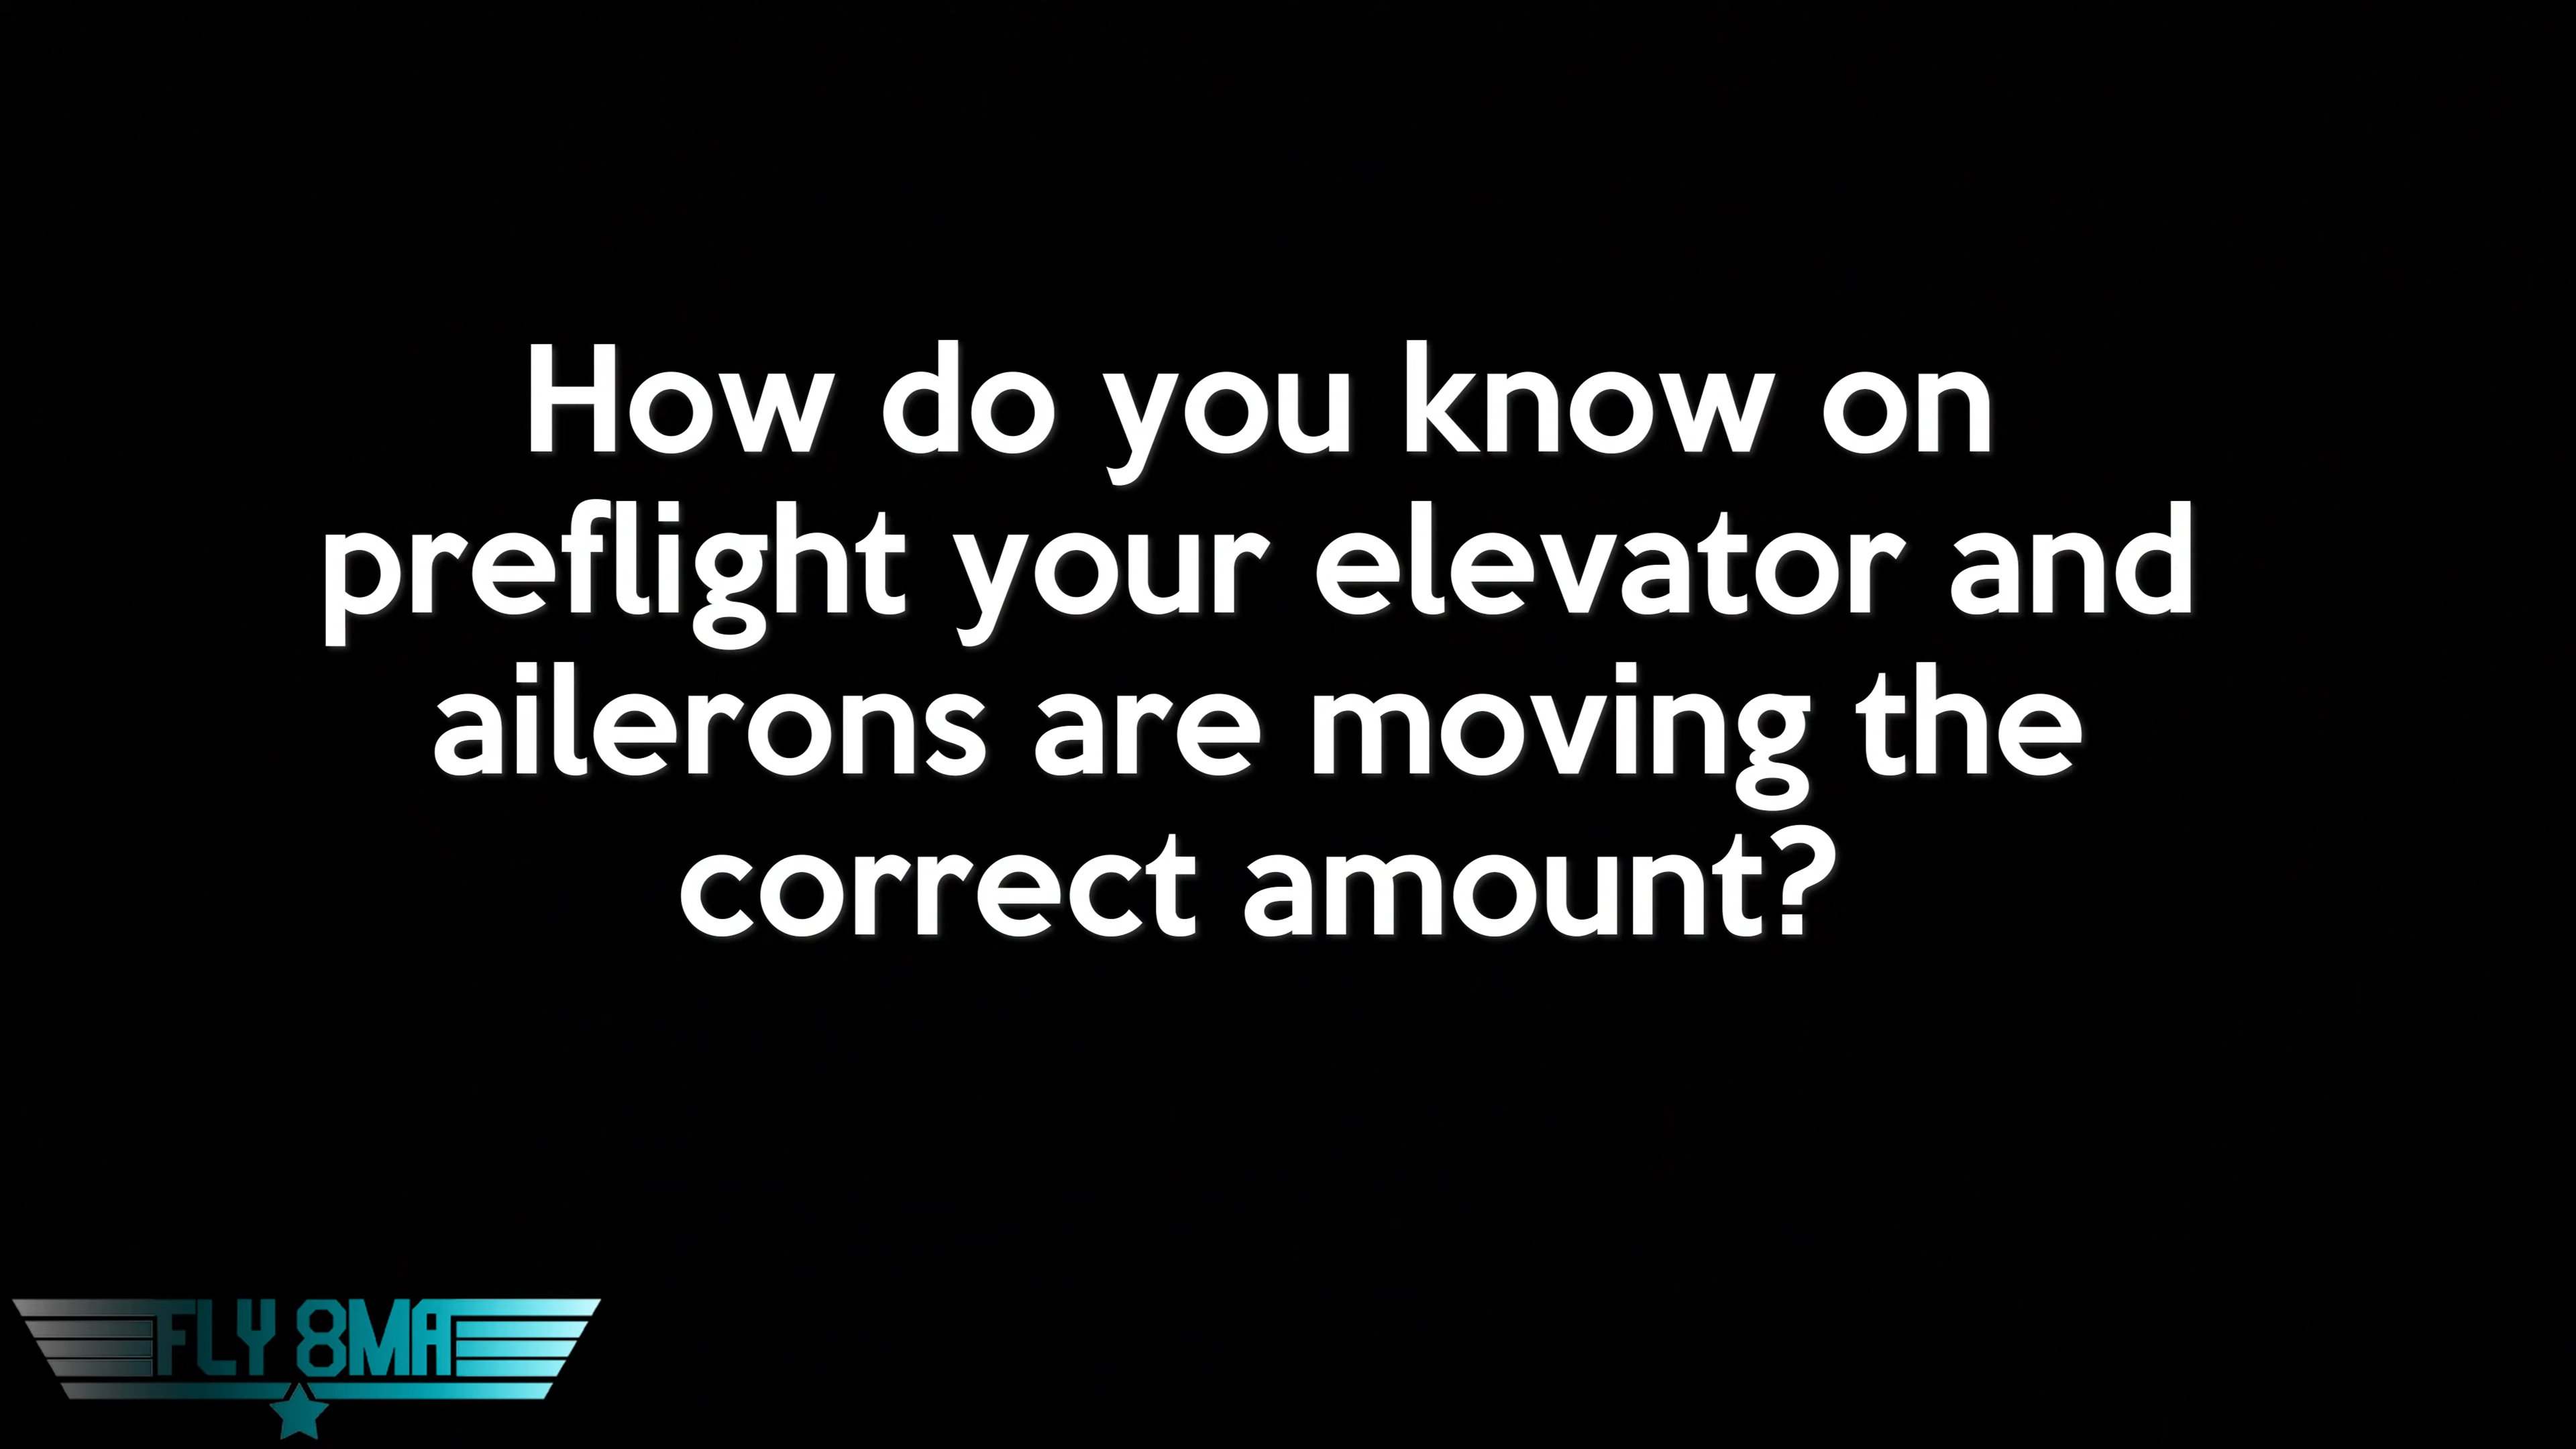 How do you know on
preflight your elevator and
ailerons are moving the
correct amount?
FLY 8MA